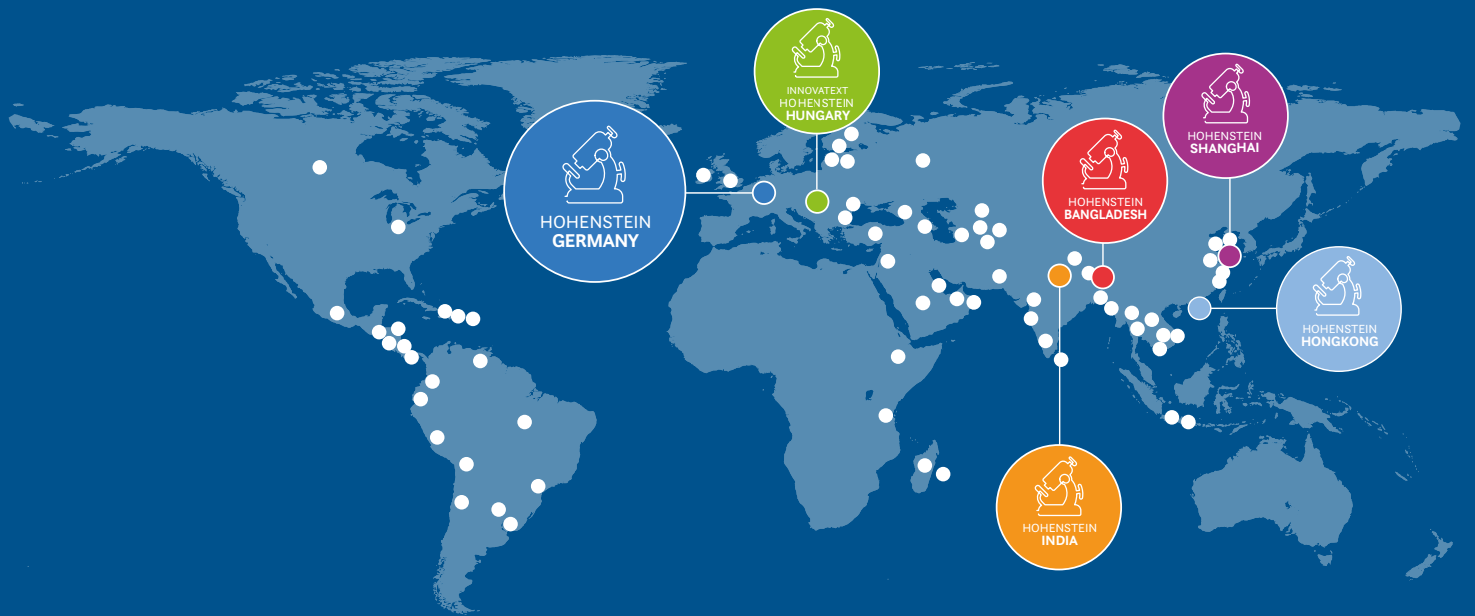 INNOVATEXT
HOHENSTEIN
HUNGARY
HOHENSTEIN
GERMANY
HOHENSTEIN
BANGLADESH
HOHENSTEIN
SHANGHAI
HOHENSTEIN
HONGKONG
HOHENSTEIN
INDIA